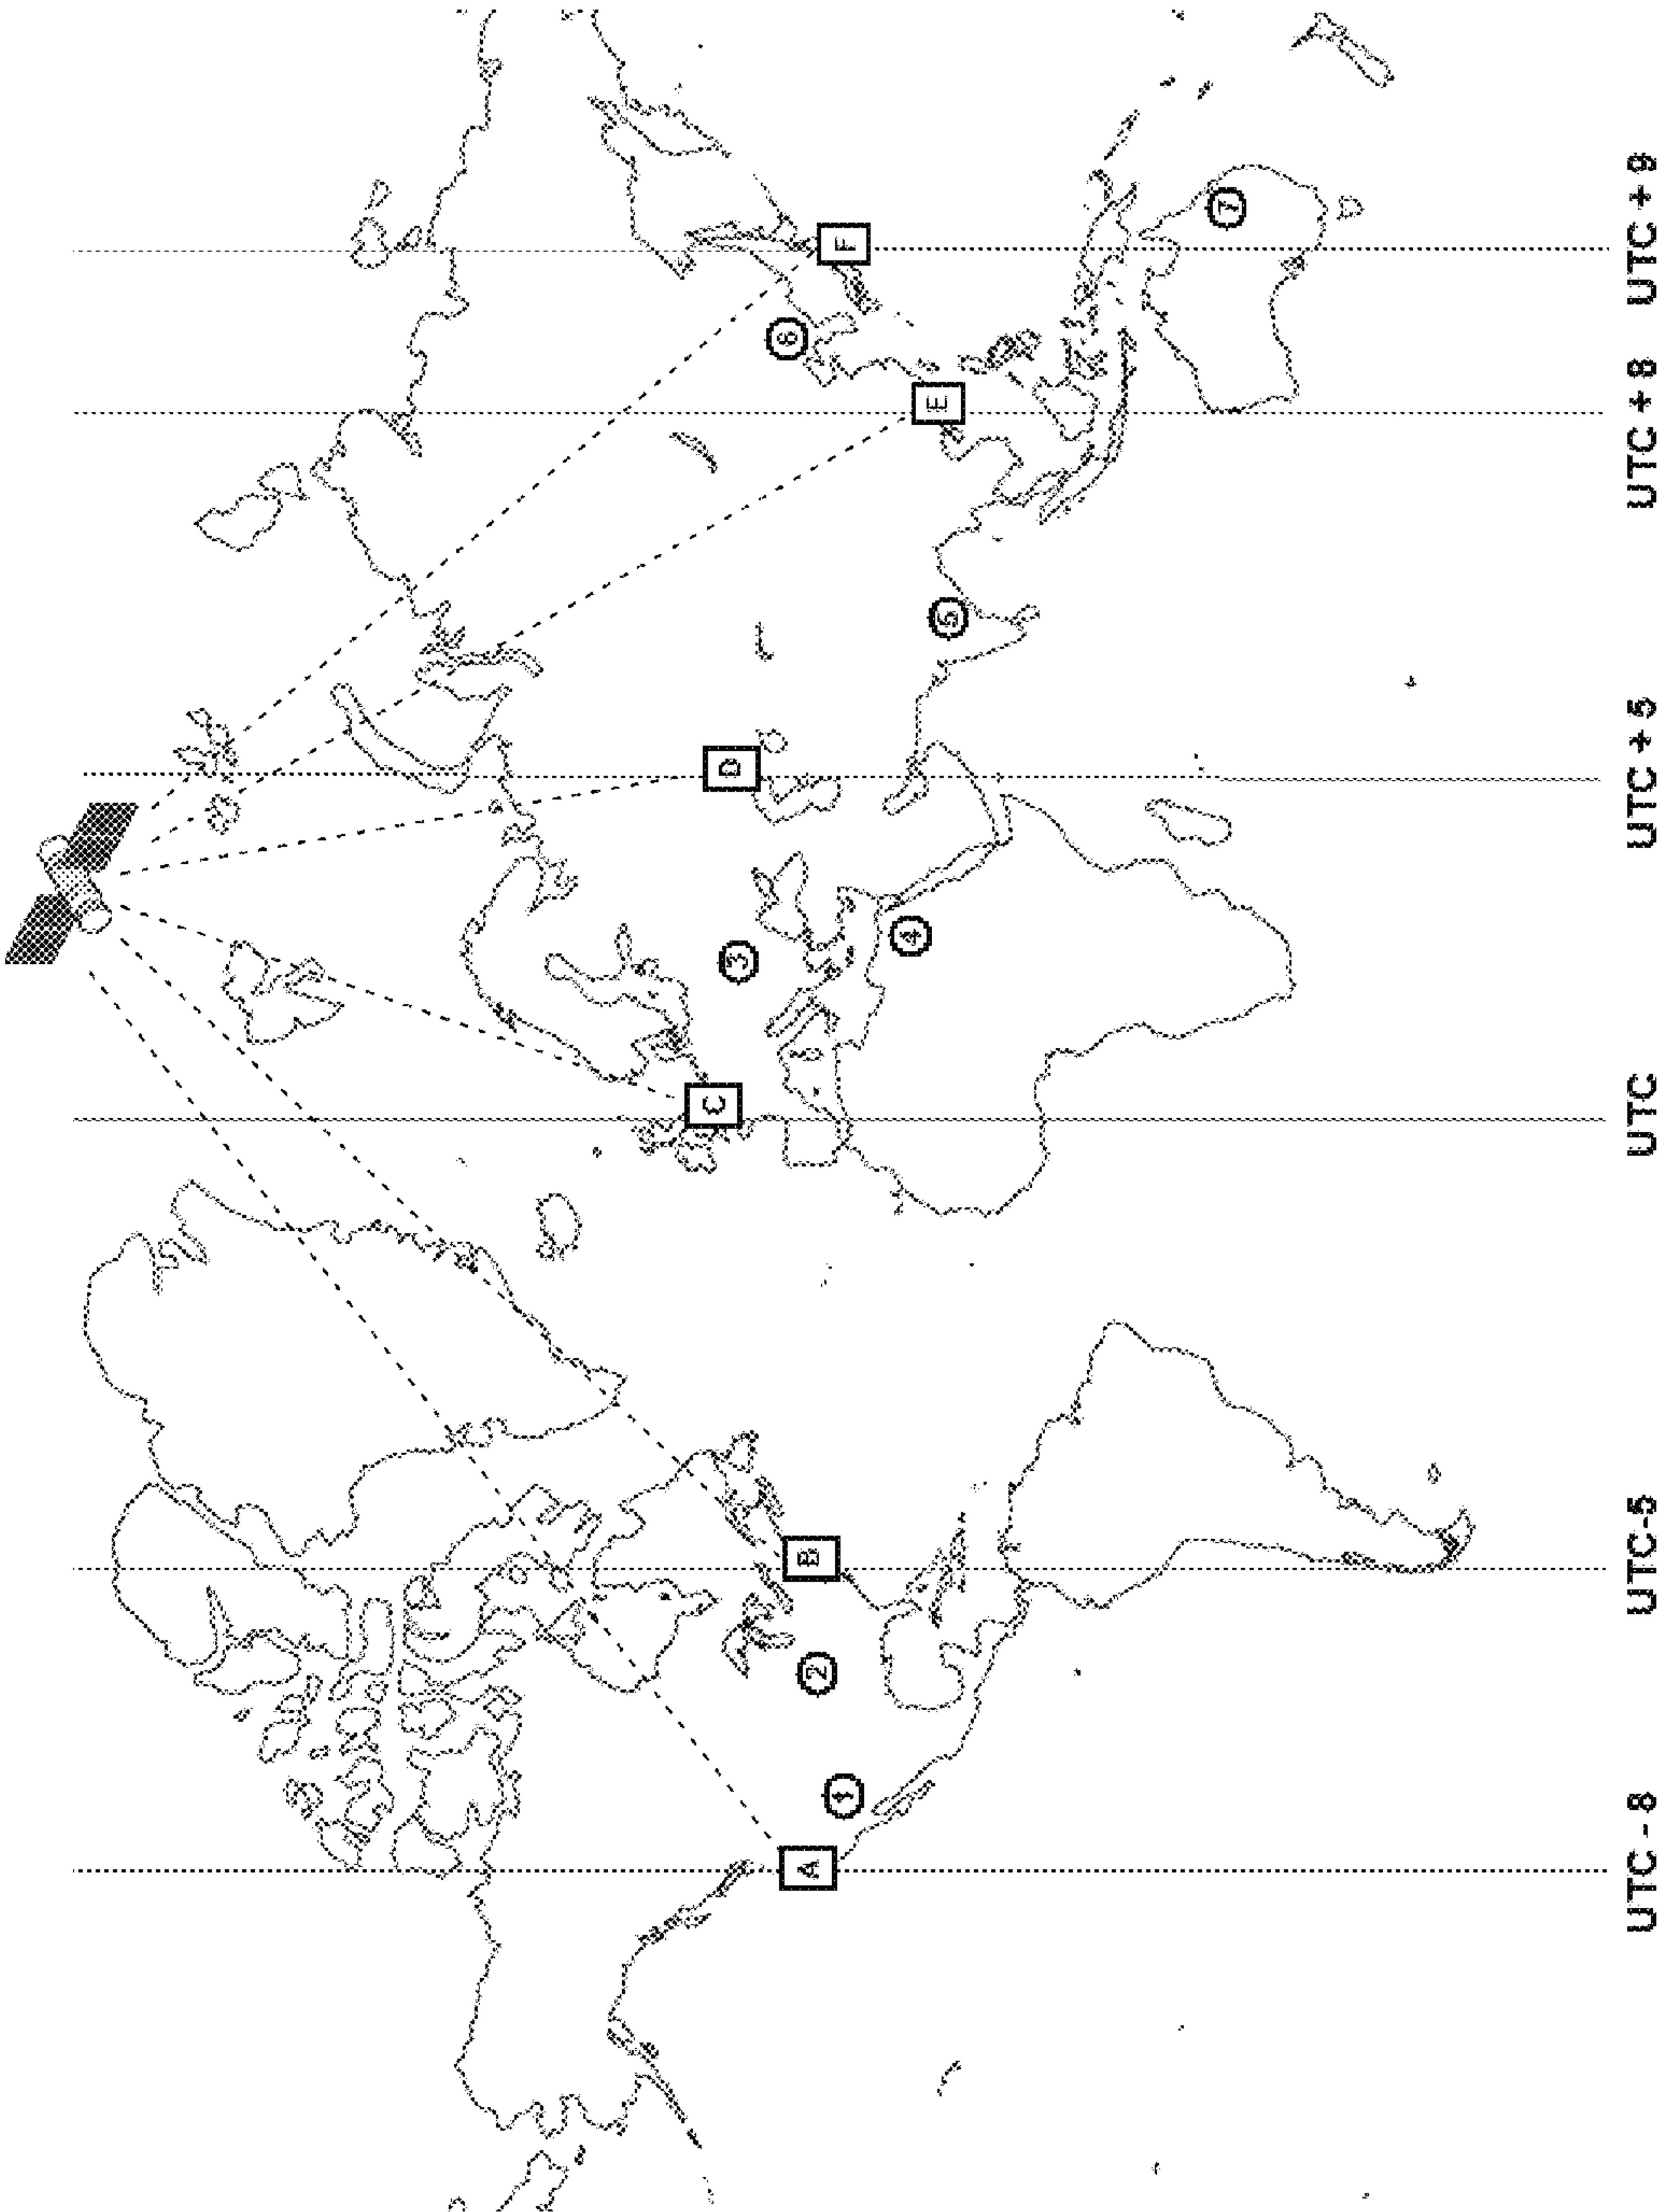 C
D
3
6
A
B
2
F
1
4
E
5
7
UTC - 8 UTC-5 UTC UTC + 5 UTC + 8 UTC + 9